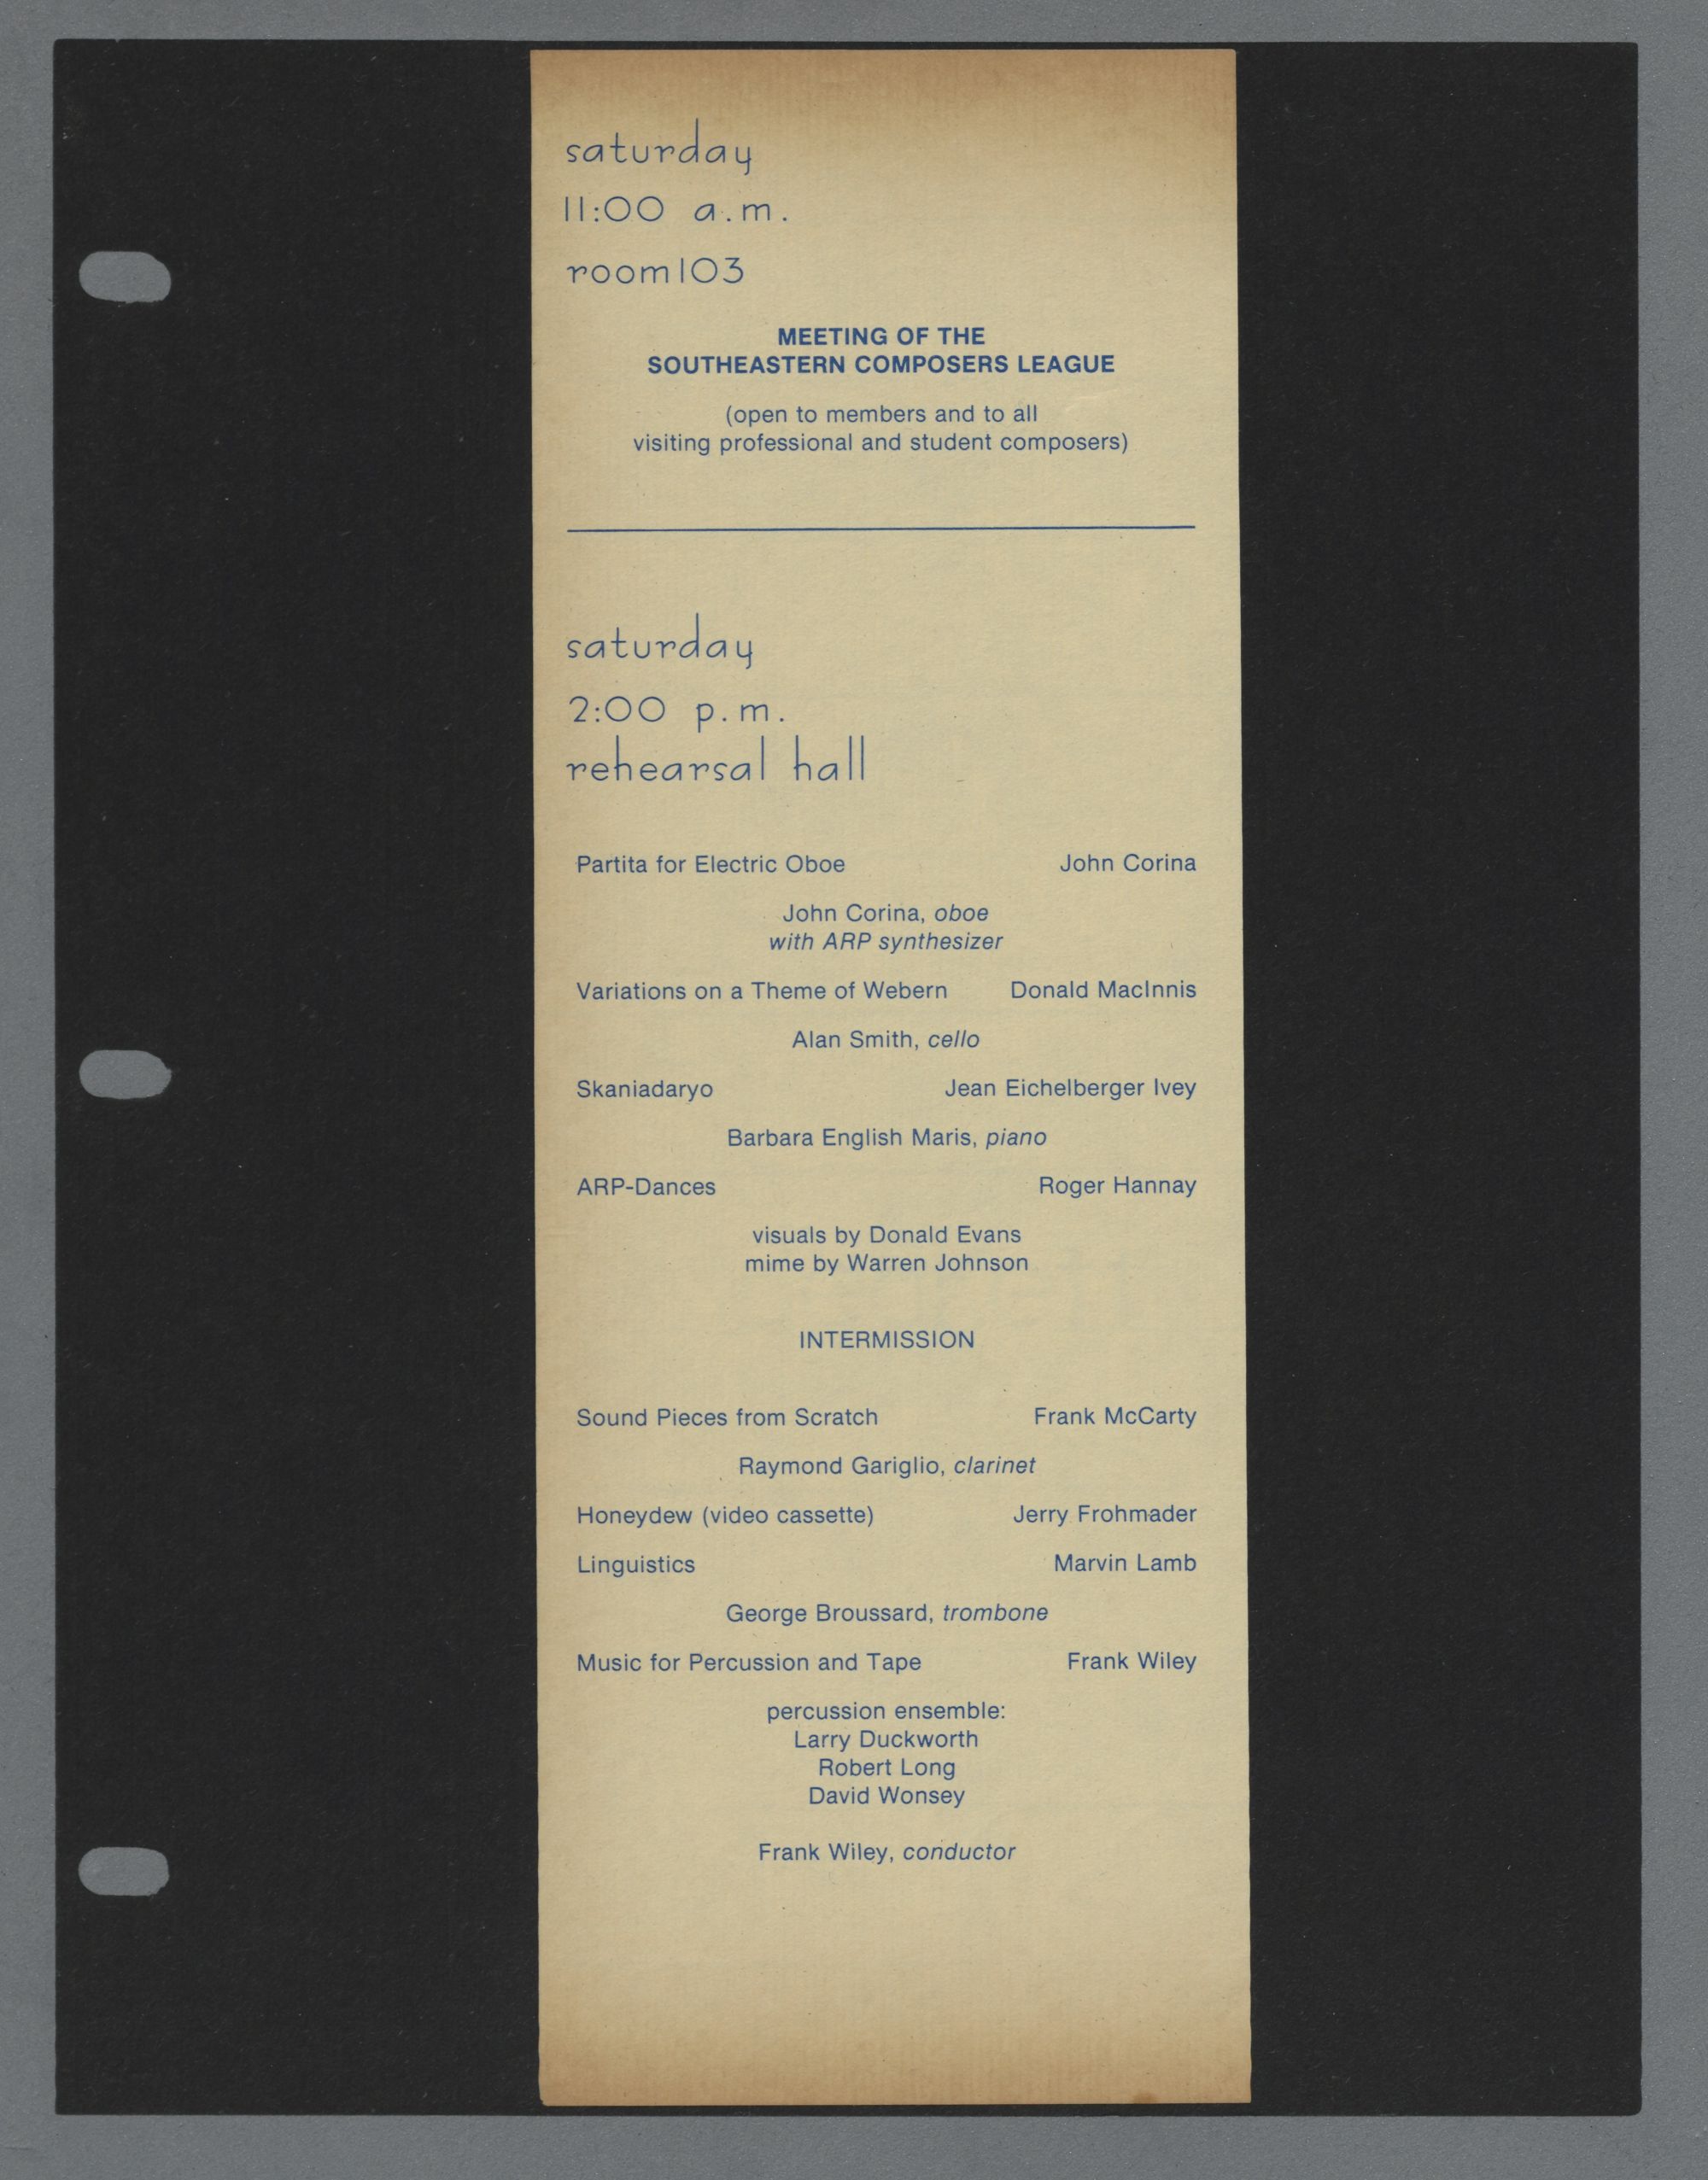 saturday
11:00 a.m.
room 103
MEETING OF THE
SOUTHEASTERN COMPOSERS LEAGUE
(open to members and to all
visiting professional and student composers)
saturday
2:00 p.m.
rehearsal hall
Partita for Electric Oboe John Corina
John Corina, oboe
with ARP synthesizer
Variations on a Theme of Webern Donald MacInnis
Alan Smith, cello
Skaniadaryo Jean Eichelberger Ivey
Barbara English Maris, piano
ARP-Dances Roger Hannay
visuals by Donald Evans
mime by Warren Johnson
INTERMISSION
Sound Pieces from Scratch Frank McCarty
Raymond Gariglio, clarinet
Honeydew (video cassette) Jerry Frohmader
Linguistics Marvin Lamb
George Broussard, trombone
Music for Percussion and Tape Frank Wiley
percussion ensemble:
Larry Duckworth
Robert Long
David Wonsey
Frank Wiley, conductor